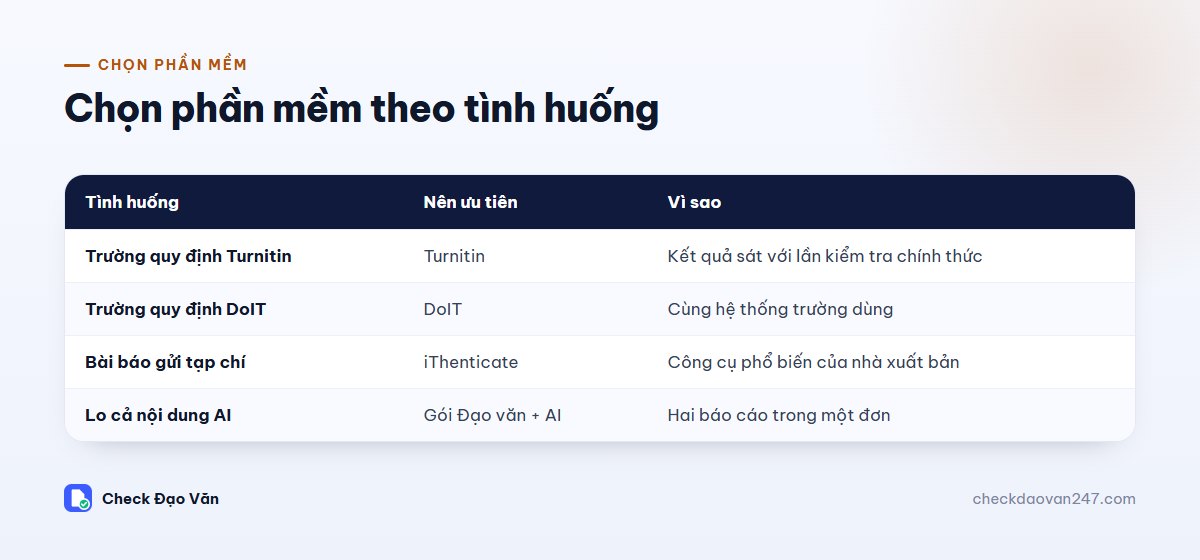 CHỌN PHẦN MỀM
Chọn phần mềm theo tình huống
Tình huống Nên ưu tiên Vì sao
Trường quy định Turnitin Turnitin Kết quả sát với lần kiểm tra chính thức
Trường quy định DoIT DoIT Cùng hệ thống trường dùng
Bài báo gửi tạp chí iThenticate Công cụ phổ biến của nhà xuất bản
Lo cả nội dung AI Gói Đạo văn + AI Hai báo cáo trong một đơn
Check Đạo Văn checkdaovan247.com